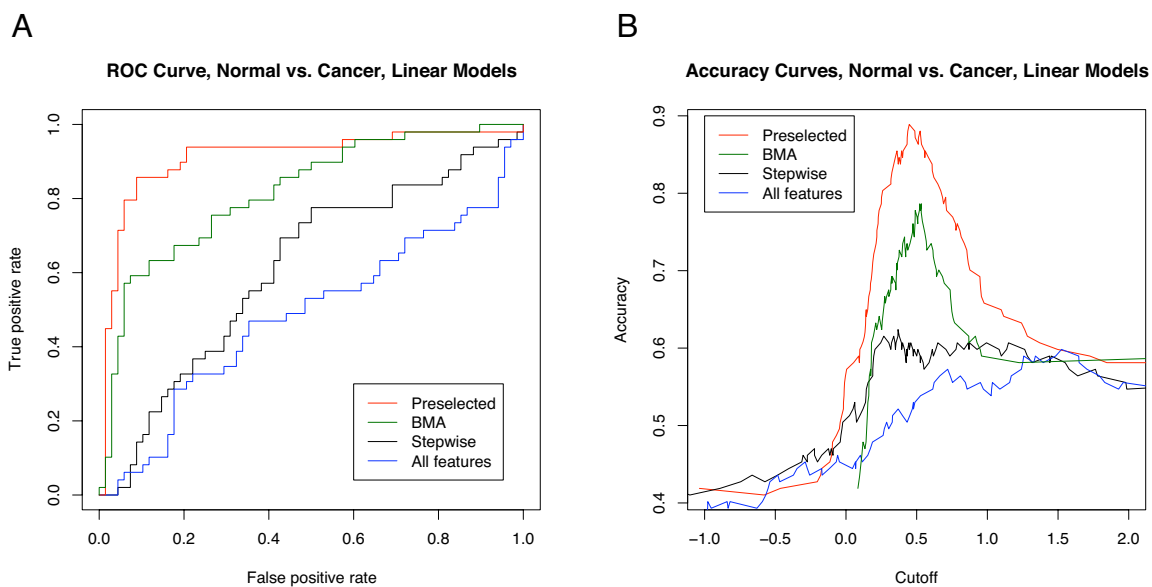 A
ROC Curve, Normal vs. Cancer, Linear Models
True positive rate
1.0
0.8
0.6
0.4
0.2
0.0
Preselected
BMA
Stepwise
All features
0.0 0.2 0.4 0.6 0.8 1.0
False positive rate
B
Accuracy Curves, Normal vs. Cancer, Linear Models
Accuracy
0.9
0.8
0.7
0.6
0.5
0.4
Preselected
BMA
Stepwise
All features
−1.0 −0.5 0.0 0.5 1.0 1.5 2.0
Cutoff